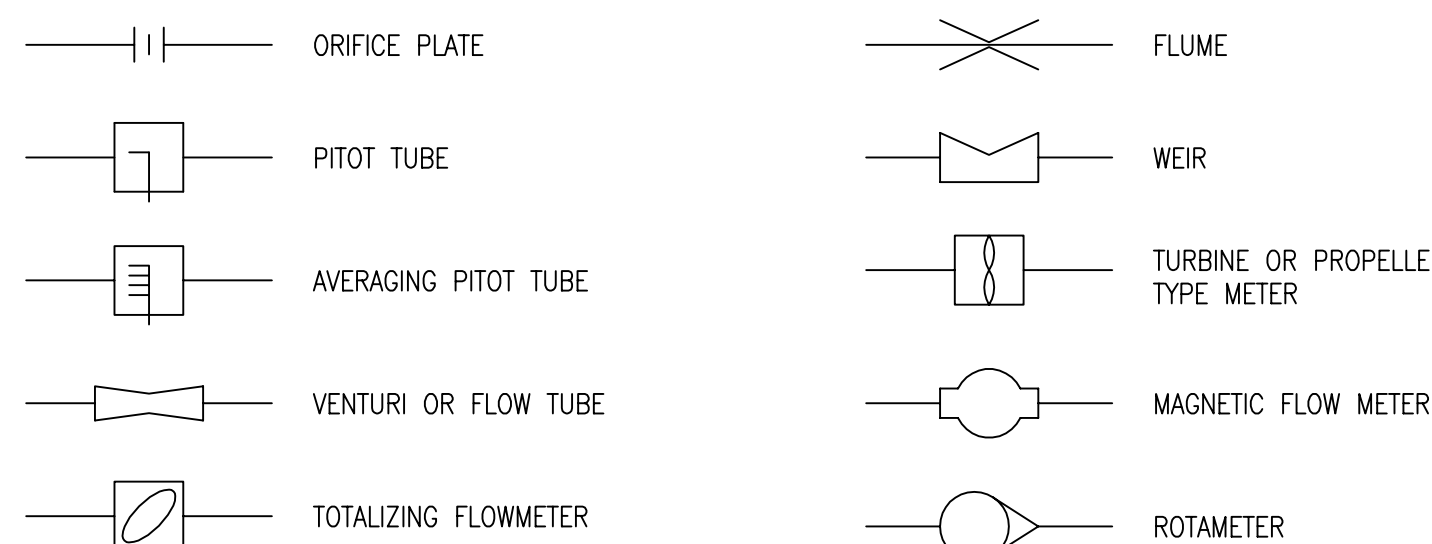 ORIFICE PLATE
PITOT TUBE
AVERAGING PITOT TUBE
VENTURI OR FLOW TUBE
TOTALIZING FLOWMETER
FLUME
WEIR
TURBINE OR PROPELLE
TYPE METER
MAGNETIC FLOW METER
ROTAMETER